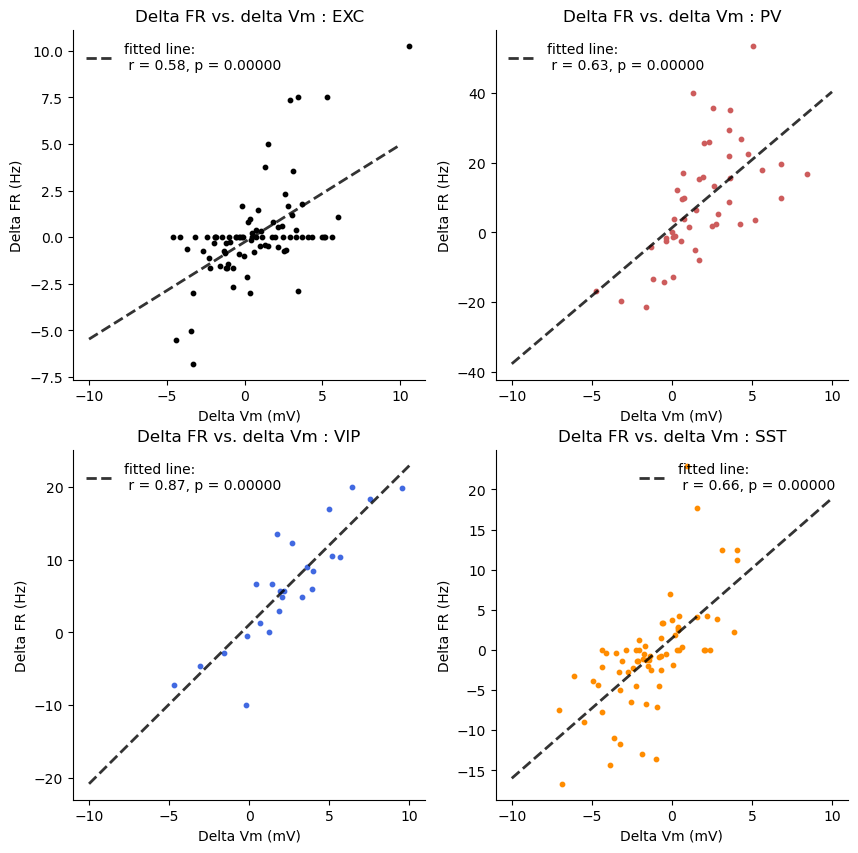 Delta FR vs. delta Vm : EXC
fitted line:
r = 0.58, p = 0.00000
10.0
7.5
5.0
2.5
0.0
−2.5
−5.0
−7.5
Delta FR (Hz)
−10
−5
0
5
10
Delta Vm (mV)
Delta FR vs. delta Vm : PV
fitted line:
r = 0.63, p = 0.00000
40
20
0
−20
−40
Delta FR (Hz)
−10
−5
0
5
10
Delta Vm (mV)
Delta FR vs. delta Vm : VIP
fitted line:
r = 0.87, p = 0.00000
20
10
0
−10
−20
Delta FR (Hz)
−10
−5
0
5
10
Delta Vm (mV)
Delta FR vs. delta Vm : SST
fitted line:
r = 0.66, p = 0.00000
20
15
10
5
0
−5
−10
−15
Delta FR (Hz)
−10
−5
0
5
10
Delta Vm (mV)